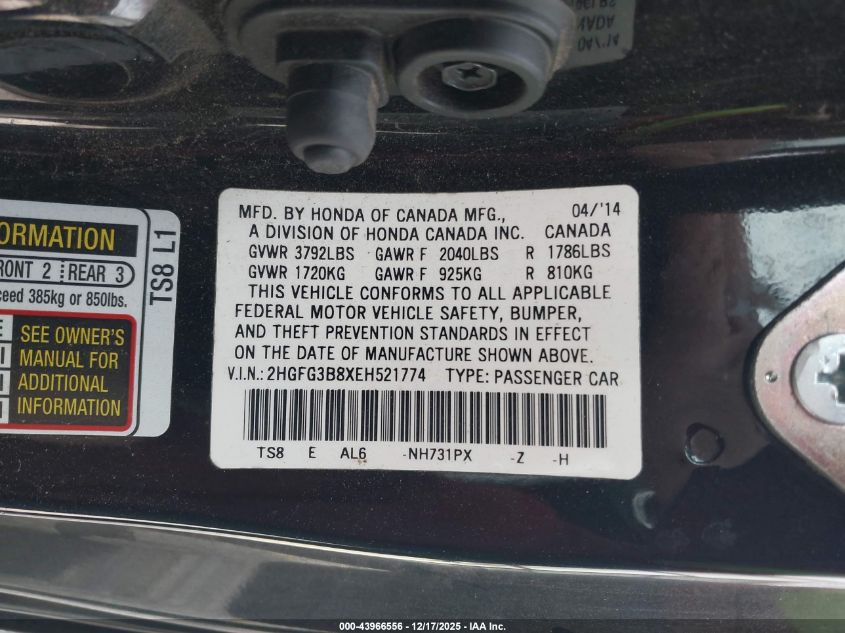 ADA
04/'14
ORMATION
FRONT 2 REAR 3
ceed 385kg or 850lbs.
SEE OWNER'S
MANUAL FOR
ADDITIONAL
INFORMATION
TS8 L1
MFD. BY HONDA OF CANADA MFG., 04/'14
A DIVISION OF HONDA CANADA INC. CANADA
GVWR 3792LBS GAWR F 2040LBS R 1786LBS
GVWR 1720KG GAWR F 925KG R 810KG
THIS VEHICLE CONFORMS TO ALL APPLICABLE
FEDERAL MOTOR VEHICLE SAFETY, BUMPER,
AND THEFT PREVENTION STANDARDS IN EFFECT
ON THE DATE OF MANUFACTURE SHOWN ABOVE.
V.I.N.: 2HGFG3B8XEH521774 TYPE: PASSENGER CAR
TS8 E AL6 -NH731PX -Z -H
000-43966556 - 12/17/2025 - IAA Inc.